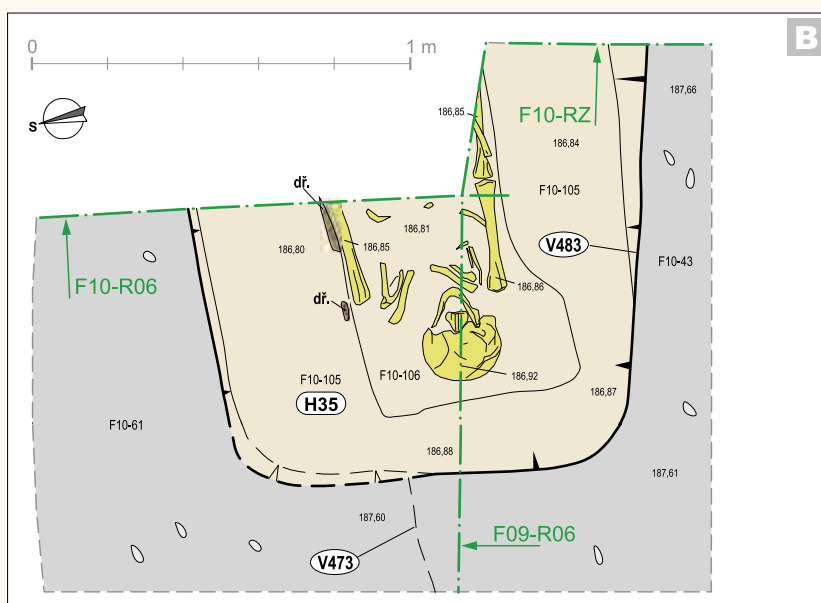 B
0
1 m
187,66
186,85
F10-RZ
S
186,84
dř.
F10-105
186,81
186,80
186,85
V483
F10-43
F10-R06
186,86
dř.
F10-105
F10-106
186,92
186,87
H35
F10-61
186,88
187,61
187,60
F09-R06
V473